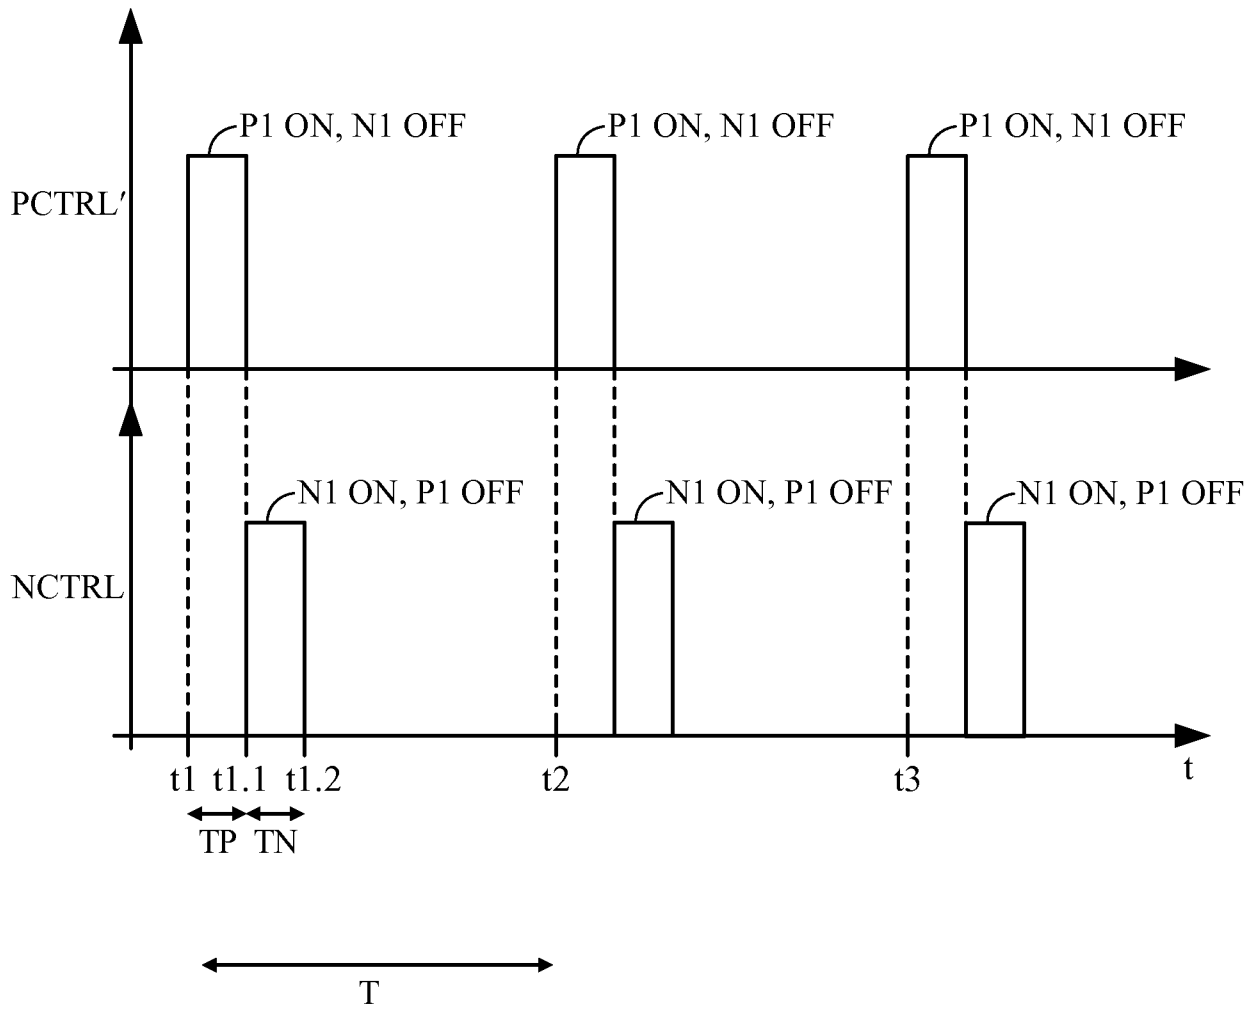 P1 ON, N1 OFF P1 ON, N1 OFF P1 ON, N1 OFF
PCTRL′
N1 ON, P1 OFF N1 ON, P1 OFF N1 ON, P1 OFF
NCTRL
t1 t1.1 t1.2 t2 t3 t
TP TN
T